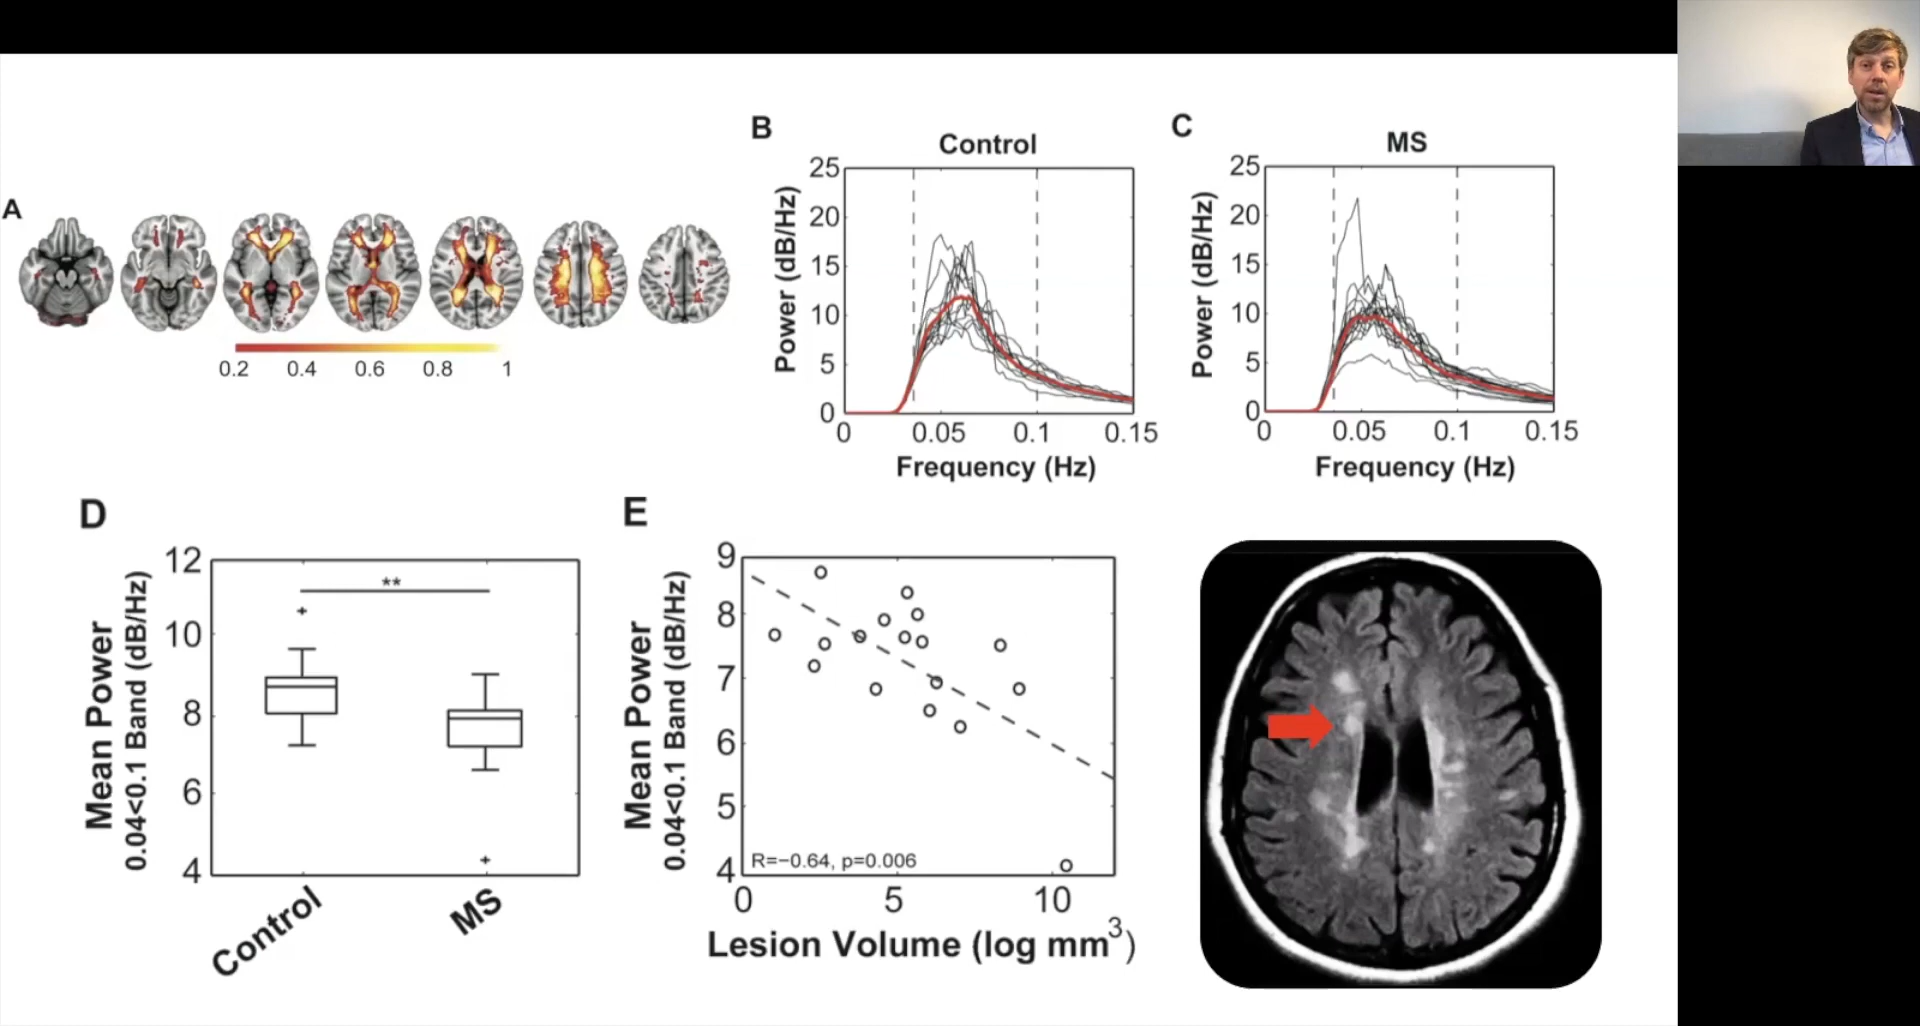 A
0.2 0.4 0.6 0.8 1
B
Control
25
20
15
10
5
0
Power (dB/Hz)
0 0.05 0.1 0.15
Frequency (Hz)
C
MS
25
20
15
10
5
0
Power (dB/Hz)
0 0.05 0.1 0.15
Frequency (Hz)
D
12
10
8
6
4
Mean Power
0.04<0.1 Band (dB/Hz)
**
Control MS
E
9
8
7
6
5
4
Mean Power
0.04<0.1 Band (dB/Hz)
R=−0.64, p=0.006
0 5 10
Lesion Volume (log mm³)